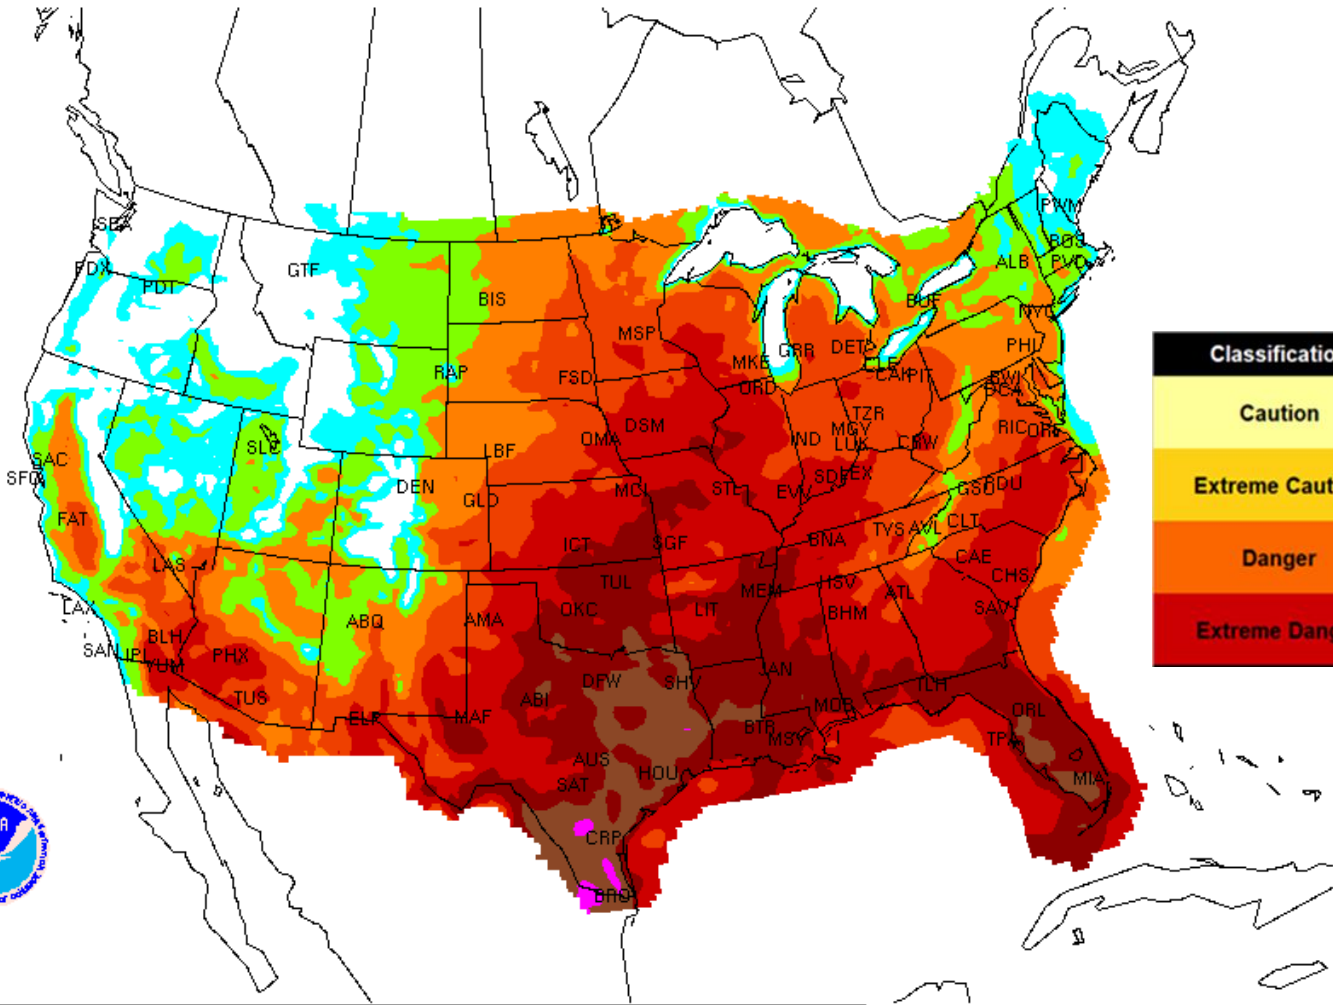 SEA
PWM
BOS
PDX
GTF
ALB
PVD
PDT
BIS
BUF
NYC
MSP
GRR
DET
PHL
MKE
CLE
RAP
FSD
ORD
CAK
PIT
BWI
DCA
TZR
DSM
MGY
RIC
ORF
OMA
IND
LUK
CRW
SLC
LBF
SAC
SFO
DEN
GLD
MCI
STL
EVV
SDF
LEX
GSO
RDU
FAT
TYS
AVL
CLT
LAS
ICT
SGF
BNA
CAE
TUL
MEM
HSV
ATL
CHS
LAX
ABQ
AMA
OKC
LIT
BHM
SAV
BLH
SAN
IPL
YUM
PHX
DFW
SHV
JAN
TLH
TUS
ABI
ELP
MAF
MOB
ORL
BTR
MSY
TPA
AUS
HOU
SAT
MIA
CRP
BRO
Classificatio
Caution
Extreme Caut
Danger
Extreme Dang